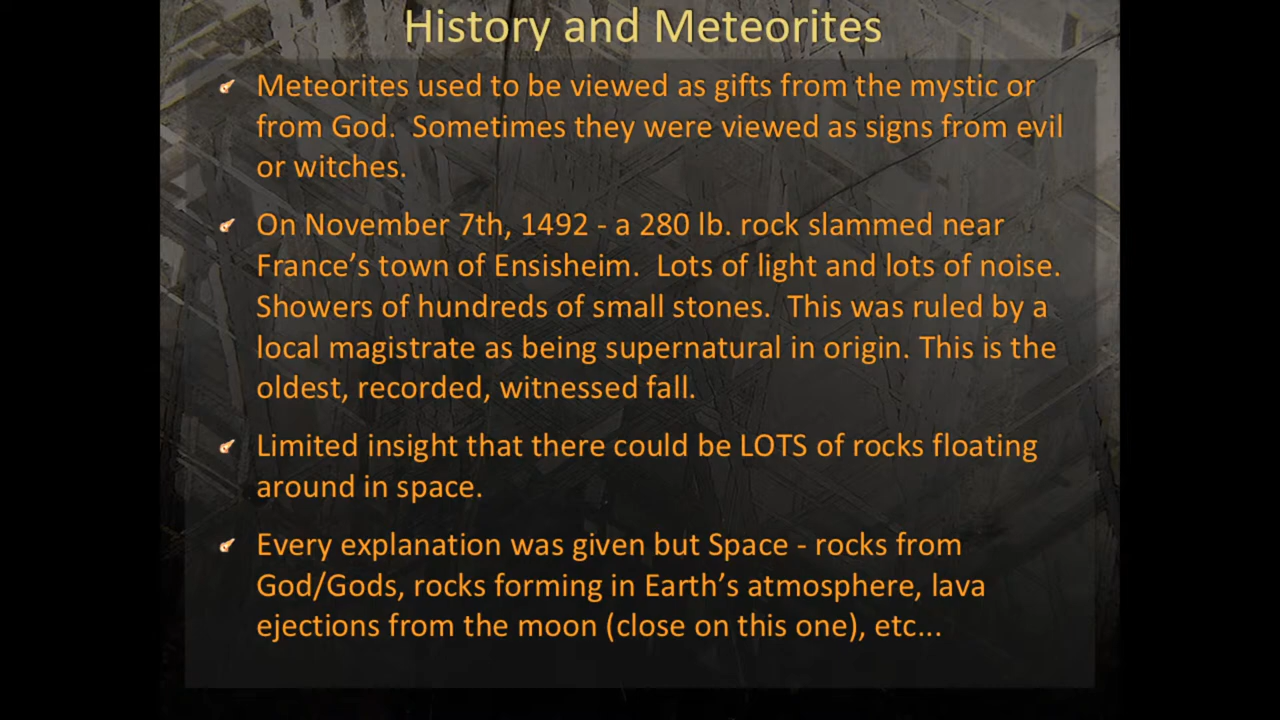 History and Meteorites
Meteorites used to be viewed as gifts from the mystic or
from God.  Sometimes they were viewed as signs from evil
or witches.
On November 7th, 1492 - a 280 lb. rock slammed near
France’s town of Ensisheim.  Lots of light and lots of noise.
Showers of hundreds of small stones.  This was ruled by a
local magistrate as being supernatural in origin. This is the
oldest, recorded, witnessed fall.
Limited insight that there could be LOTS of rocks floating
around in space.
Every explanation was given but Space - rocks from
God/Gods, rocks forming in Earth’s atmosphere, lava
ejections from the moon (close on this one), etc...